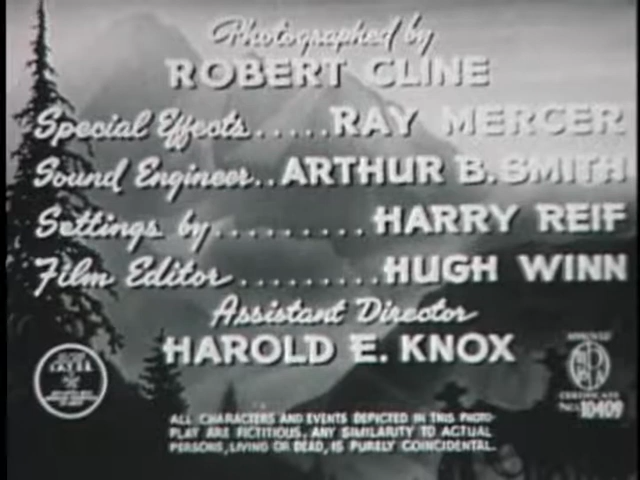 Photographed by
ROBERT CLINE
Special Effects.....RAY MERCER
Sound Engineer..ARTHUR B. SMITH
Settings by.........HARRY REIF
Film Editor.........HUGH WINN
Assistant Director
HAROLD E. KNOX
I.A.T.S.E.
APPROVED
CERTIFICATE
No. 10409
ALL CHARACTERS AND EVENTS DEPICTED IN THIS PHOTO-
PLAY ARE FICTITIOUS. ANY SIMILARITY TO ACTUAL
PERSONS, LIVING OR DEAD, IS PURELY COINCIDENTAL.